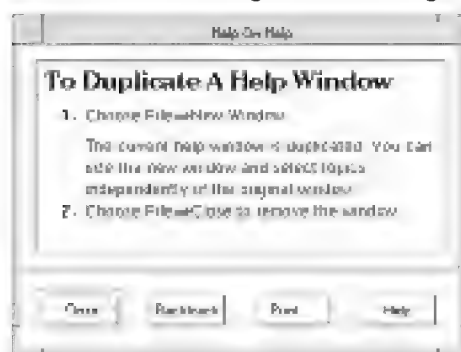 Help On Help
To Duplicate A Help Window
1. Choose File⇒New Window.
The current help window is duplicated. You can
use the new window and select topics
independently of the original window.
2. Choose File⇒Close to remove the window.
Close Backtrack Print... Help